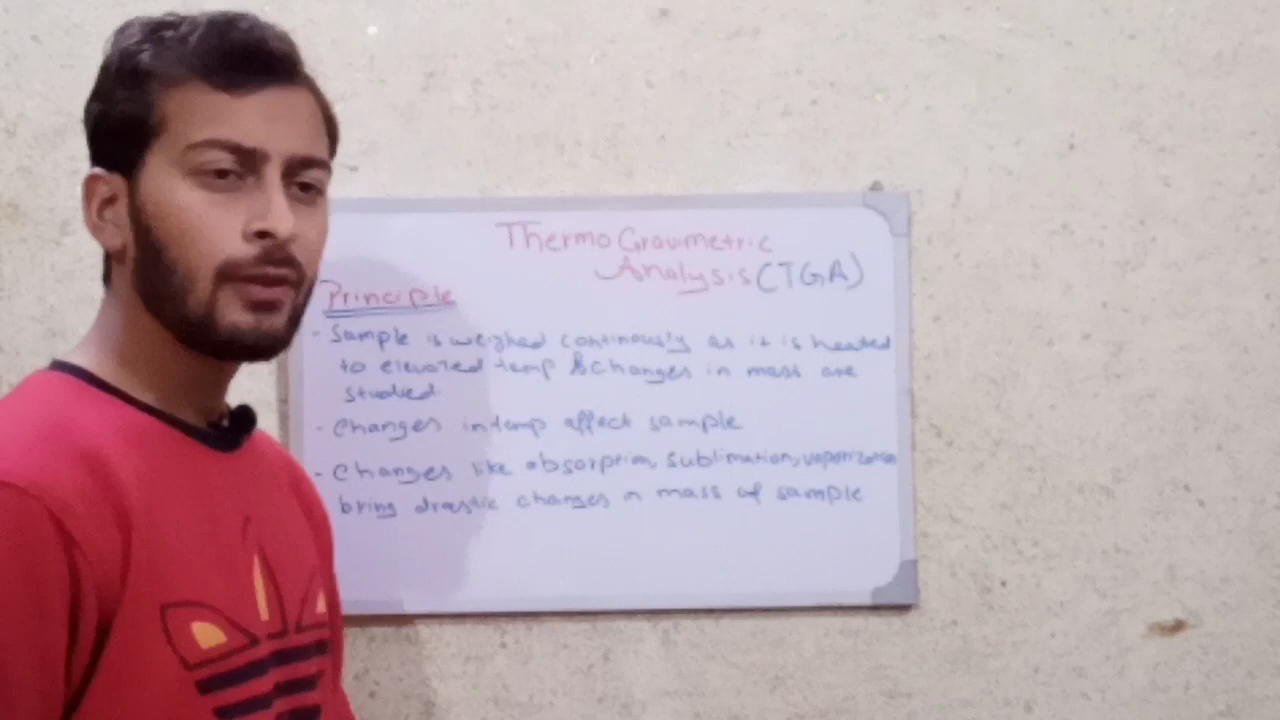 Thermo Gravimetric
Analysis (TGA)
Principle
- Sample is weighed continously as it is heated
to elevated temp & changes in mass are
studied
- Changes in temp affect sample
- Changes like absorption, sublimation, vaporization
bring drastic changes in mass of sample